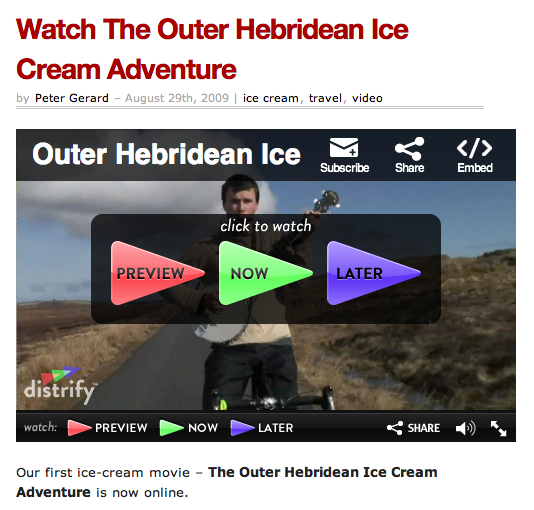 Watch The Outer Hebridean Ice
Cream Adventure
by Peter Gerard – August 29th, 2009 | ice cream, travel, video
Outer Hebridean Ice
Subscribe Share Embed
click to watch
PREVIEW NOW LATER
distrify™
watch: PREVIEW NOW LATER SHARE
Our first ice-cream movie – The Outer Hebridean Ice Cream
Adventure is now online.